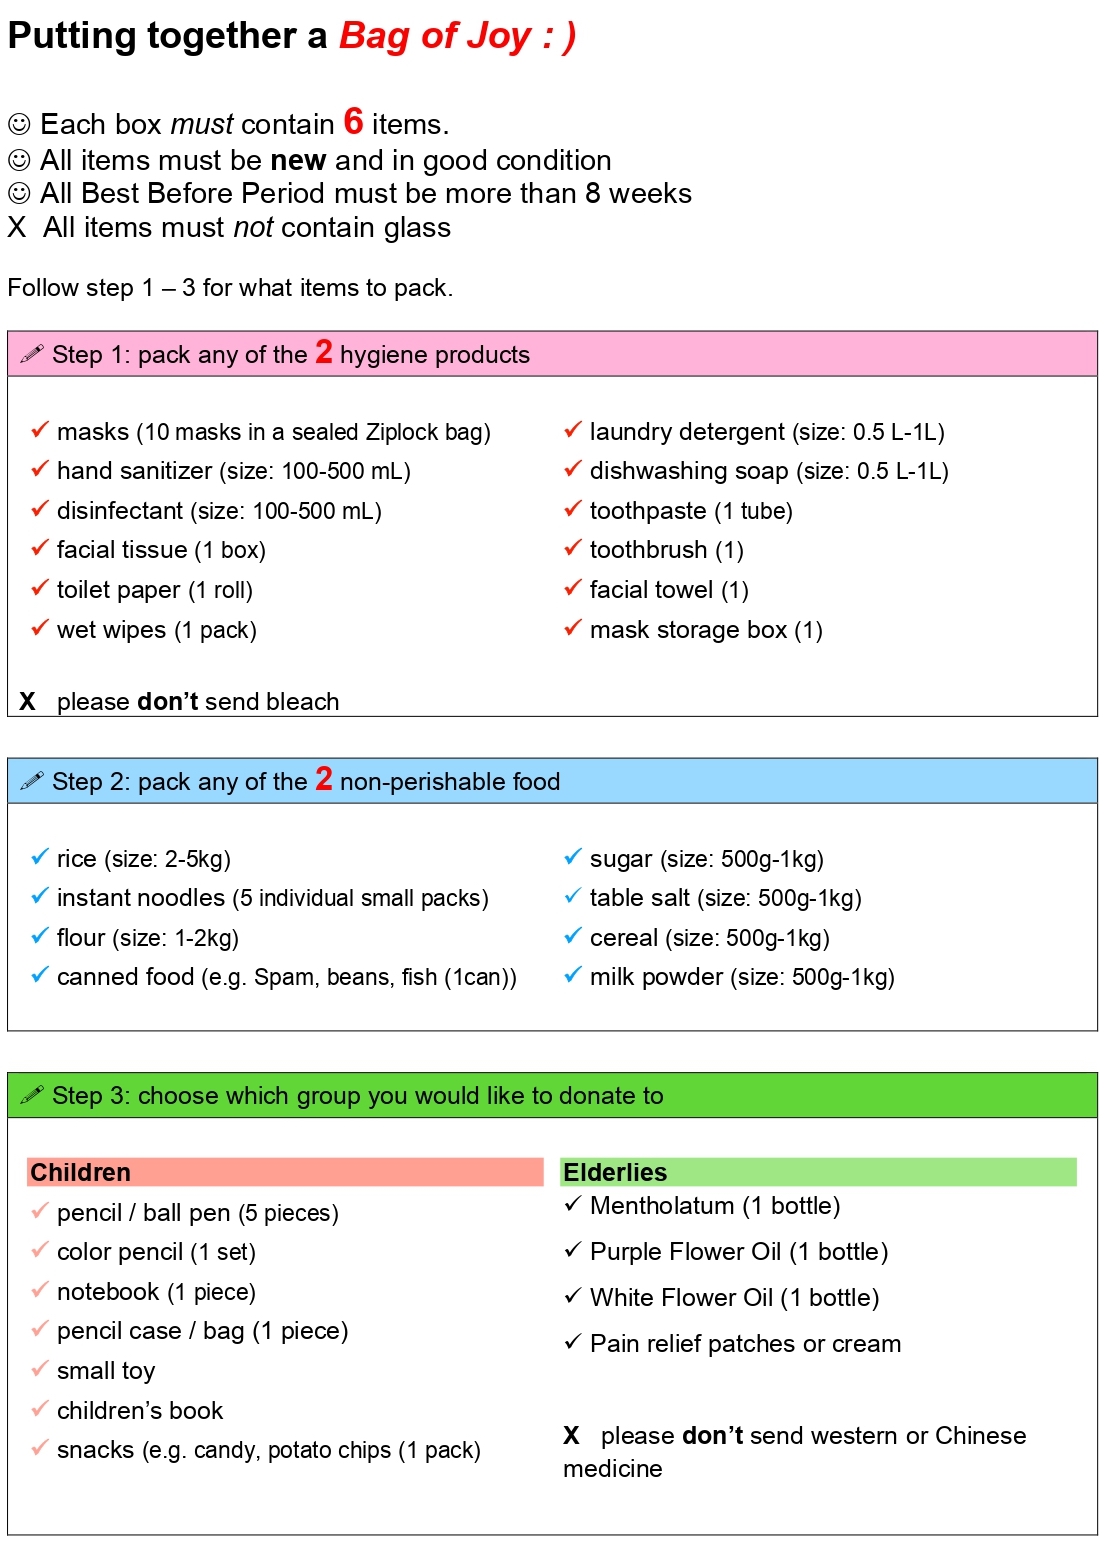 Putting together a Bag of Joy : )
☺ Each box must contain 6 items.
☺ All items must be new and in good condition
☺ All Best Before Period must be more than 8 weeks
X All items must not contain glass
Follow step 1 – 3 for what items to pack.
Step 1: pack any of the 2 hygiene products
✓ masks (10 masks in a sealed Ziplock bag)
✓ hand sanitizer (size: 100-500 mL)
✓ disinfectant (size: 100-500 mL)
✓ facial tissue (1 box)
✓ toilet paper (1 roll)
✓ wet wipes (1 pack)
✓ laundry detergent (size: 0.5 L-1L)
✓ dishwashing soap (size: 0.5 L-1L)
✓ toothpaste (1 tube)
✓ toothbrush (1)
✓ facial towel (1)
✓ mask storage box (1)
X please don’t send bleach
Step 2: pack any of the 2 non-perishable food
✓ rice (size: 2-5kg)
✓ instant noodles (5 individual small packs)
✓ flour (size: 1-2kg)
✓ canned food (e.g. Spam, beans, fish (1can))
✓ sugar (size: 500g-1kg)
✓ table salt (size: 500g-1kg)
✓ cereal (size: 500g-1kg)
✓ milk powder (size: 500g-1kg)
Step 3: choose which group you would like to donate to
Children
✓ pencil / ball pen (5 pieces)
✓ color pencil (1 set)
✓ notebook (1 piece)
✓ pencil case / bag (1 piece)
✓ small toy
✓ children’s book
✓ snacks (e.g. candy, potato chips (1 pack)
Elderlies
✓ Mentholatum (1 bottle)
✓ Purple Flower Oil (1 bottle)
✓ White Flower Oil (1 bottle)
✓ Pain relief patches or cream
X please don’t send western or Chinese
medicine